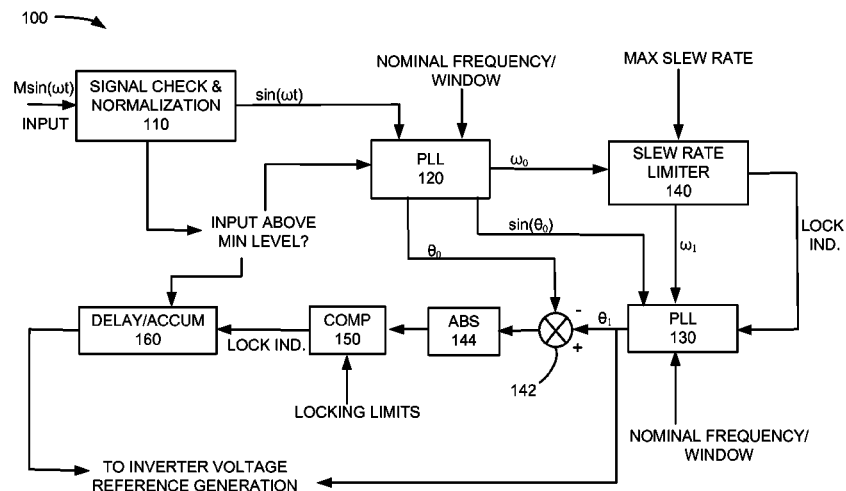 100
Msin(ωt)
INPUT
SIGNAL CHECK &
NORMALIZATION
110
sin(ωt)
NOMINAL FREQUENCY/
WINDOW
MAX SLEW RATE
PLL
120
ω₀
SLEW RATE
LIMITER
140
INPUT ABOVE
MIN LEVEL?
θ₀
sin(θ₀)
ω₁
LOCK
IND.
DELAY/ACCUM
160
LOCK IND.
COMP
150
ABS
144
-
+
θ₁
PLL
130
142
LOCKING LIMITS
NOMINAL FREQUENCY/
WINDOW
TO INVERTER VOLTAGE
REFERENCE GENERATION